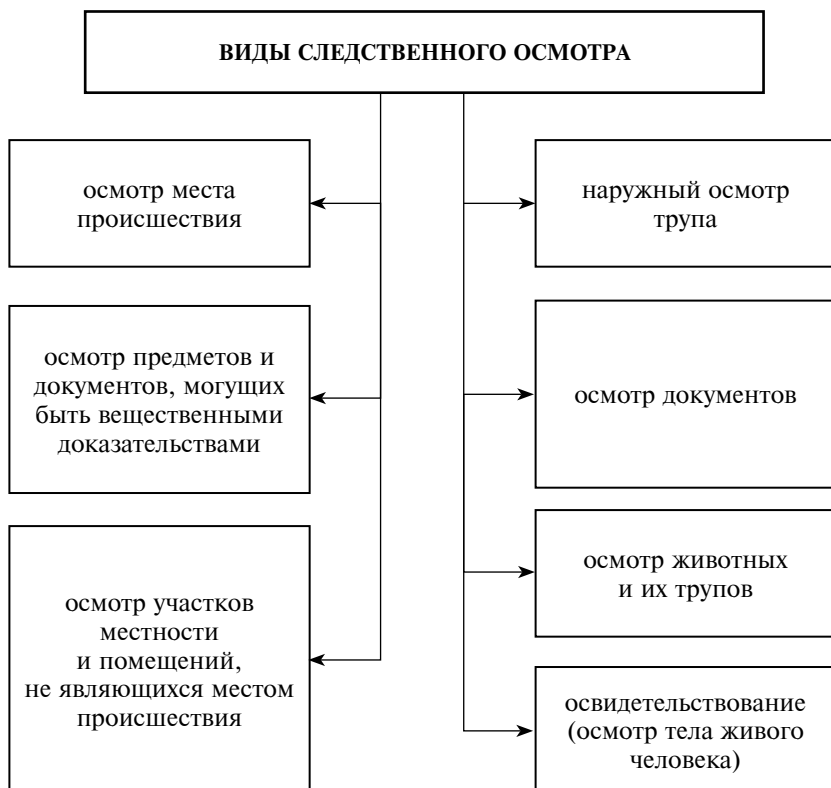 ВИДЫ СЛЕДСТВЕННОГО ОСМОТРА
осмотр места
происшествия
осмотр предметов и
документов, могущих
быть вещественными
доказательствами
осмотр участков
местности
и помещений,
не являющихся местом
происшествия
наружный осмотр
трупа
осмотр документов
осмотр животных
и их трупов
освидетельствование
(осмотр тела живого
человека)